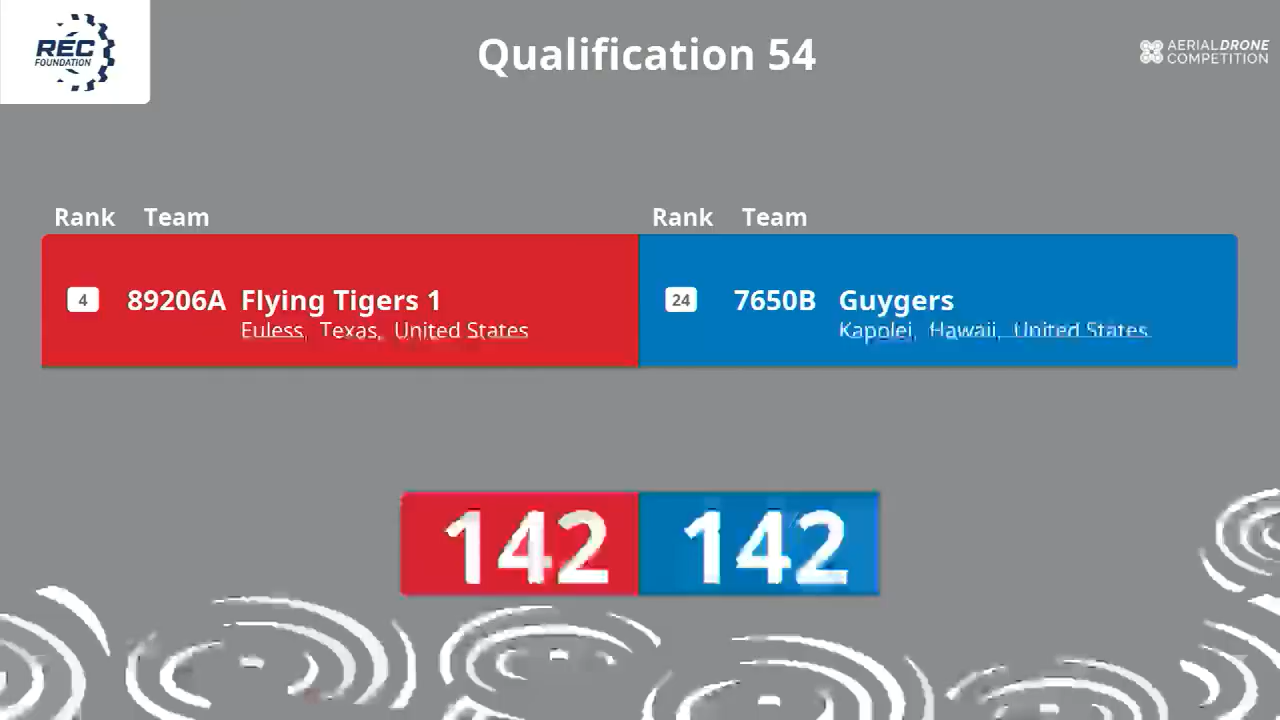 REC
FOUNDATION
Qualification 54
AERIALDRONE
COMPETITION
Rank Team
Rank Team
4 89206A Flying Tigers 1
Euless, Texas, United States
24 7650B Guygers
Kapolei, Hawaii, United States
142 142